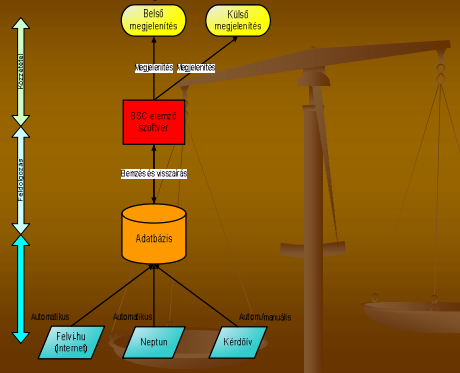 Belső
megjelenítés
Külső
megjelenítés
Megjelenítés
Megjelenítés
Közzététel
BSC elemző
szoftver
Feldolgozás
Elemzés és visszaírás
Adatbázis
Automatikus
Automatikus
Autom./manuális
Felvi-hu
(Internet)
Neptun
Kérdőív